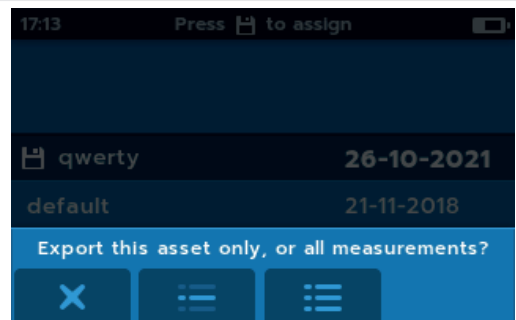 17:13 Press to assign
qwerty 26-10-2021
default 21-11-2018
Export this asset only, or all measurements?